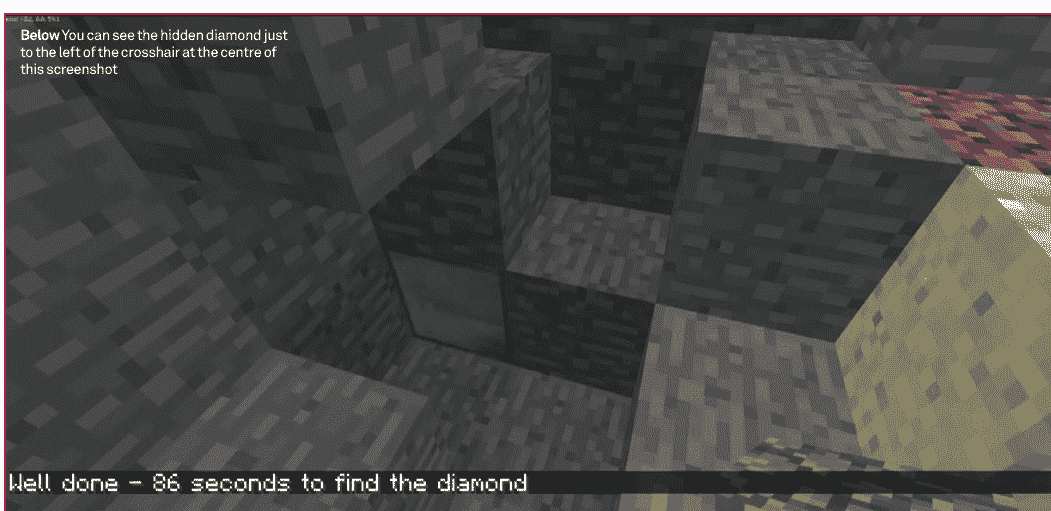 Below You can see the hidden diamond just
to the left of the crosshair at the centre of
this screenshot
Well done - 86 seconds to find the diamond